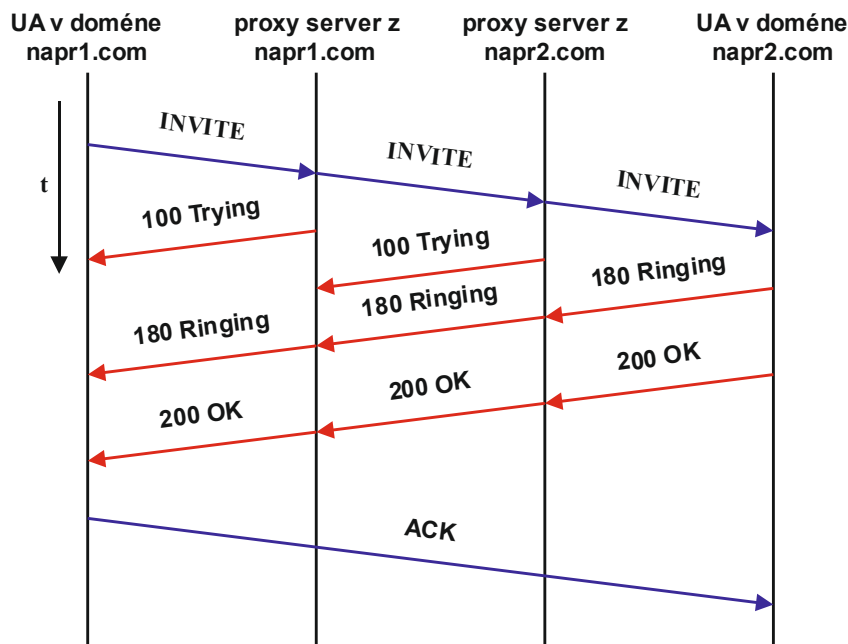 UA v doméne
napr1.com
proxy server z
napr1.com
proxy server z
napr2.com
UA v doméne
napr2.com
INVITE
INVITE
INVITE
t
100 Trying
100 Trying
180 Ringing
180 Ringing
180 Ringing
200 OK
200 OK
200 OK
ACK